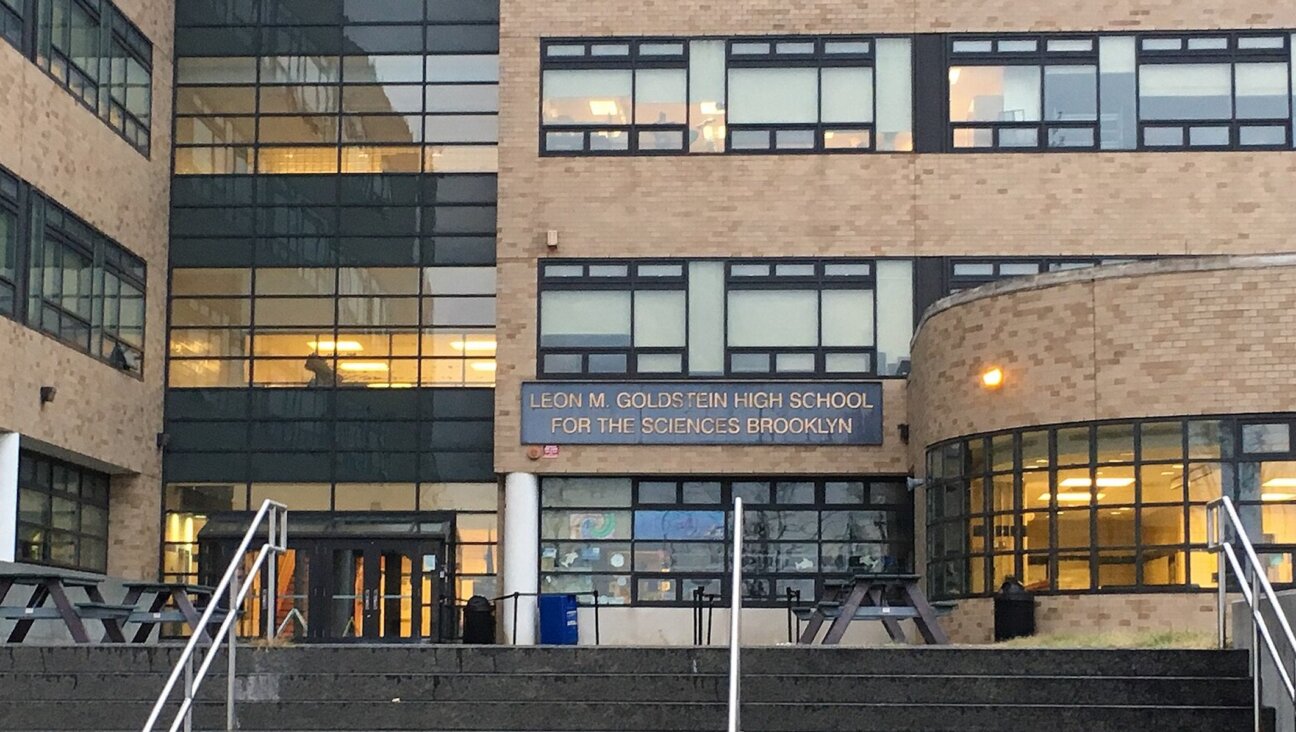 LEON M. GOLDSTEIN HIGH SCHOOL
FOR THE SCIENCES BROOKLYN